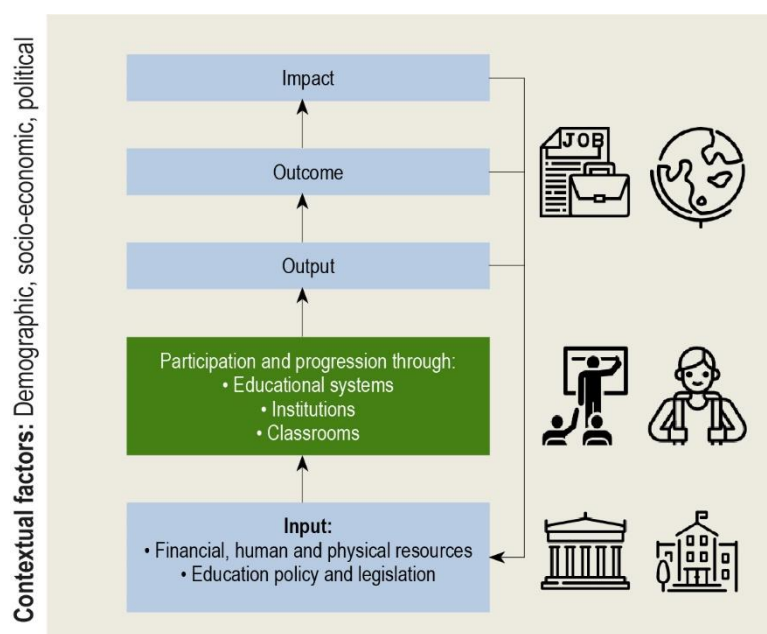 Contextual factors: Demographic, socio-economic, political
Impact
Outcome
Output
Participation and progression through:
• Educational systems
• Institutions
• Classrooms
Input:
• Financial, human and physical resources
• Education policy and legislation
JOB